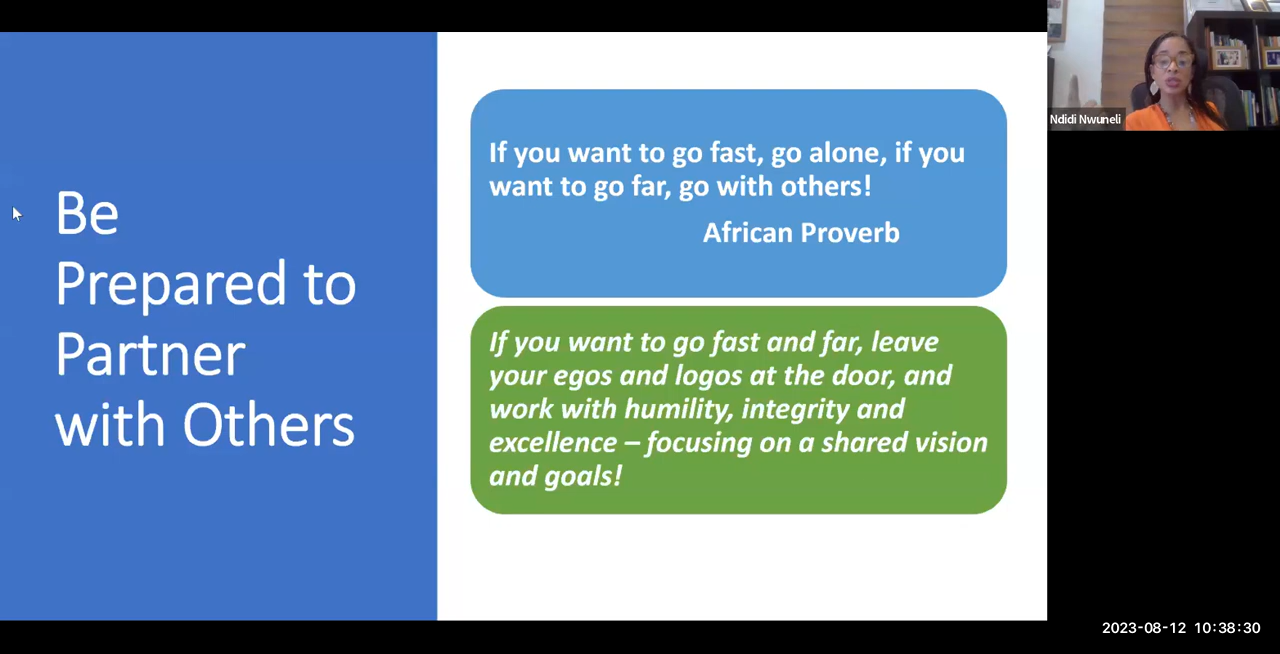 Be
Prepared to
Partner
with Others
If you want to go fast, go alone, if you
want to go far, go with others!
African Proverb
If you want to go fast and far, leave
your egos and logos at the door, and
work with humility, integrity and
excellence – focusing on a shared vision
and goals!
Ndidi Nwuneli
2023-08-12 10:38:30